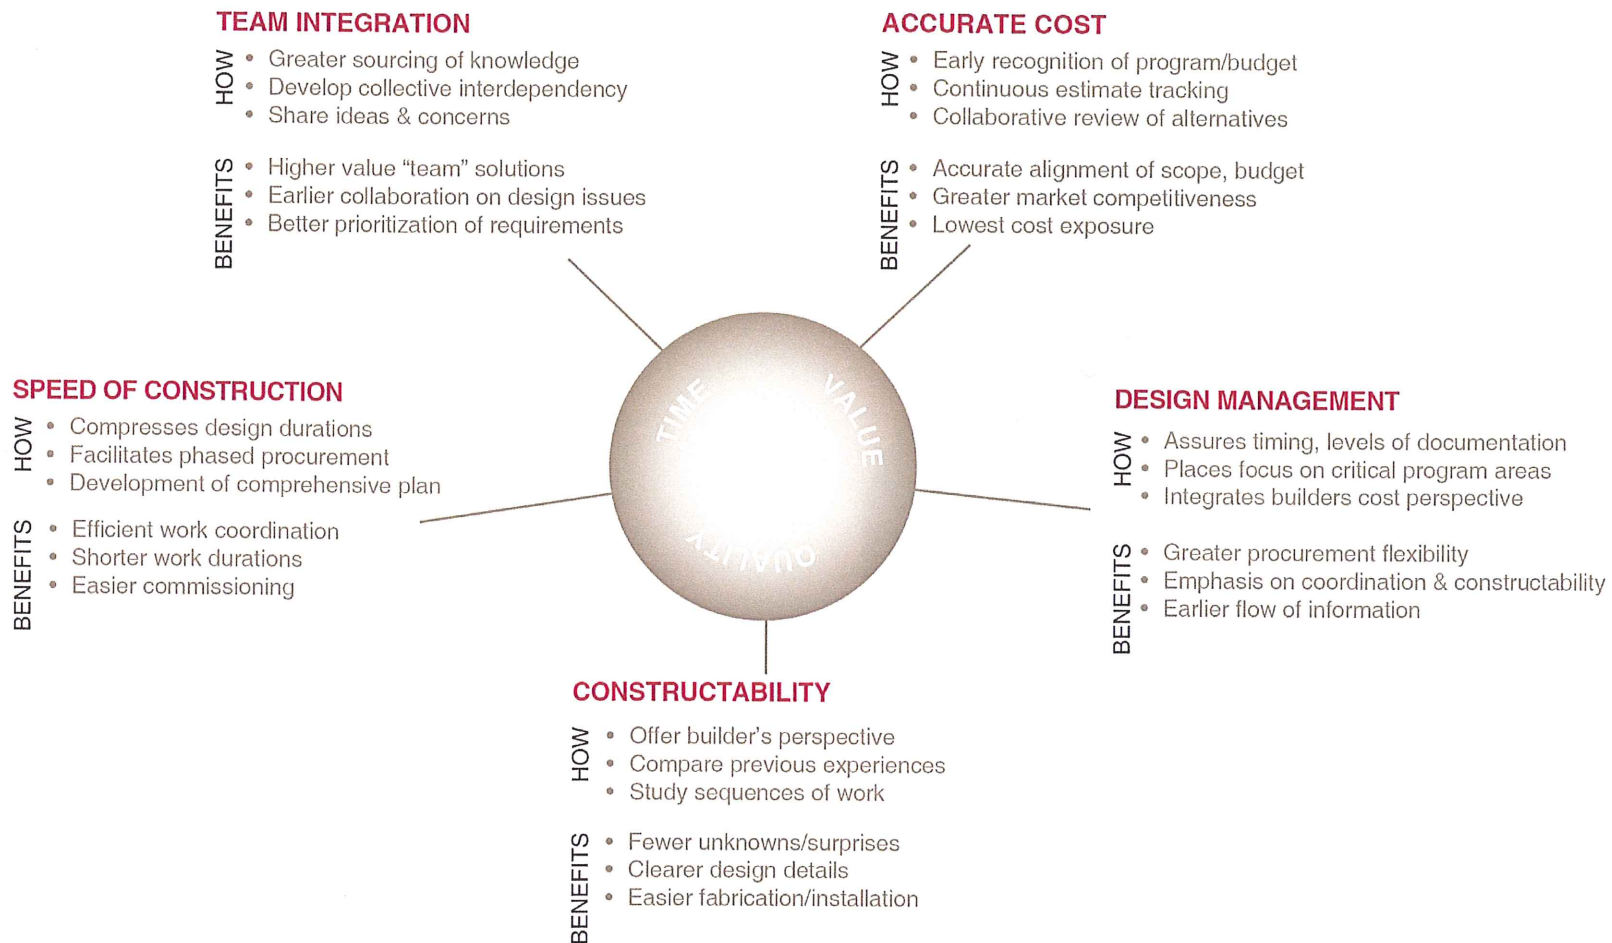 TEAM INTEGRATION
HOW
• Greater sourcing of knowledge
• Develop collective interdependency
• Share ideas & concerns
BENEFITS
• Higher value “team” solutions
• Earlier collaboration on design issues
• Better prioritization of requirements
ACCURATE COST
HOW
• Early recognition of program/budget
• Continuous estimate tracking
• Collaborative review of alternatives
BENEFITS
• Accurate alignment of scope, budget
• Greater market competitiveness
• Lowest cost exposure
SPEED OF CONSTRUCTION
HOW
• Compresses design durations
• Facilitates phased procurement
• Development of comprehensive plan
BENEFITS
• Efficient work coordination
• Shorter work durations
• Easier commissioning
TIME
VALUE
QUALITY
DESIGN MANAGEMENT
HOW
• Assures timing, levels of documentation
• Places focus on critical program areas
• Integrates builders cost perspective
BENEFITS
• Greater procurement flexibility
• Emphasis on coordination & constructability
• Earlier flow of information
CONSTRUCTABILITY
HOW
• Offer builder’s perspective
• Compare previous experiences
• Study sequences of work
BENEFITS
• Fewer unknowns/surprises
• Clearer design details
• Easier fabrication/installation